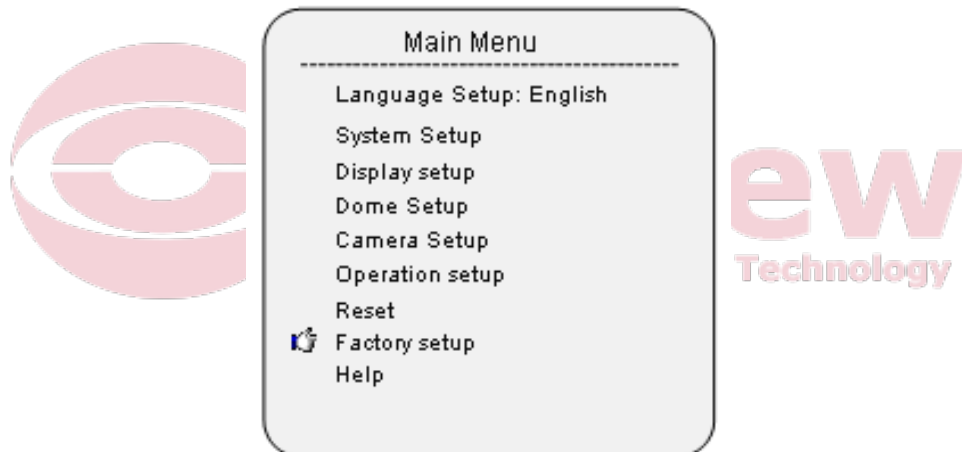 Main Menu
Language Setup: English
System Setup
Display setup
Dome Setup
Camera Setup
Operation setup
Reset
Factory setup
Help
ew
Technology